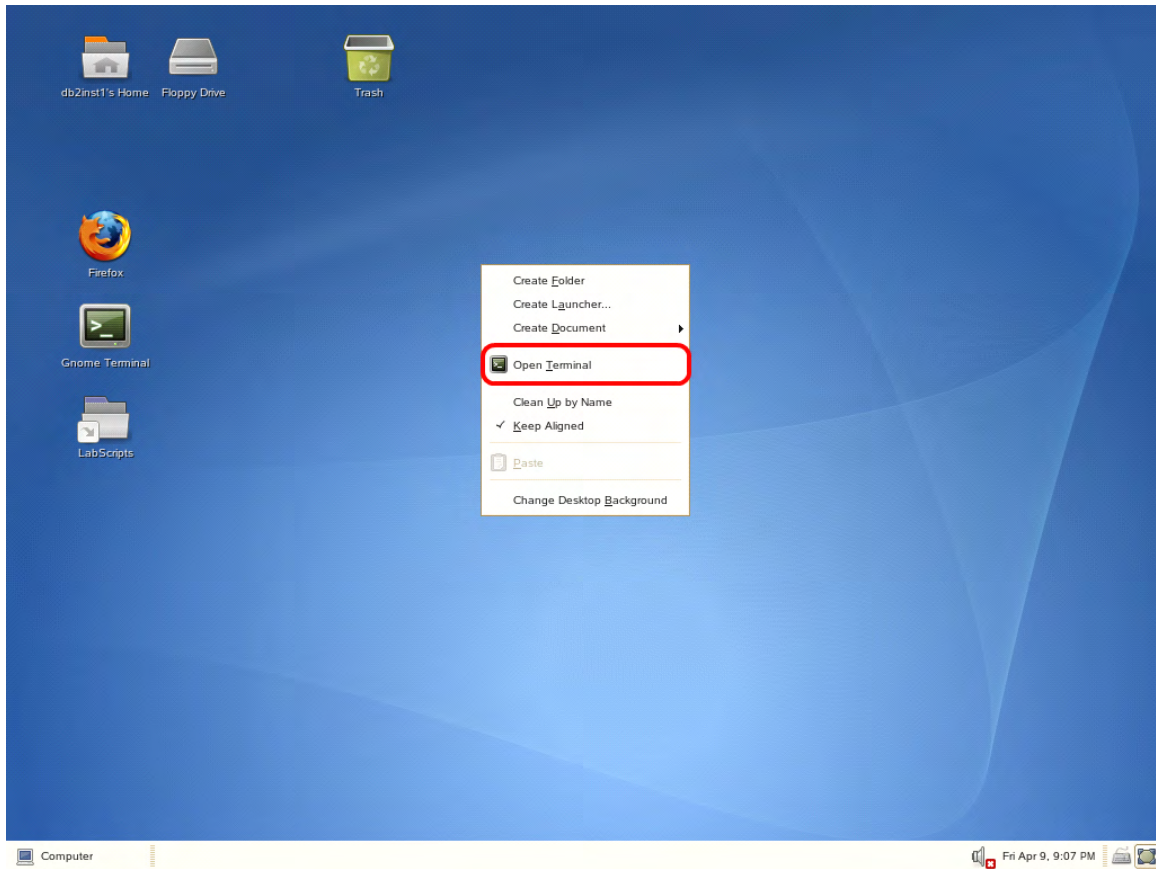 db2inst1's Home
Floppy Drive
Trash
Firefox
Gnome Terminal
LabScripts
Create Folder
Create Launcher...
Create Document
Open Terminal
Clean Up by Name
Keep Aligned
Paste
Change Desktop Background
Computer
Fri Apr 9, 9:07 PM